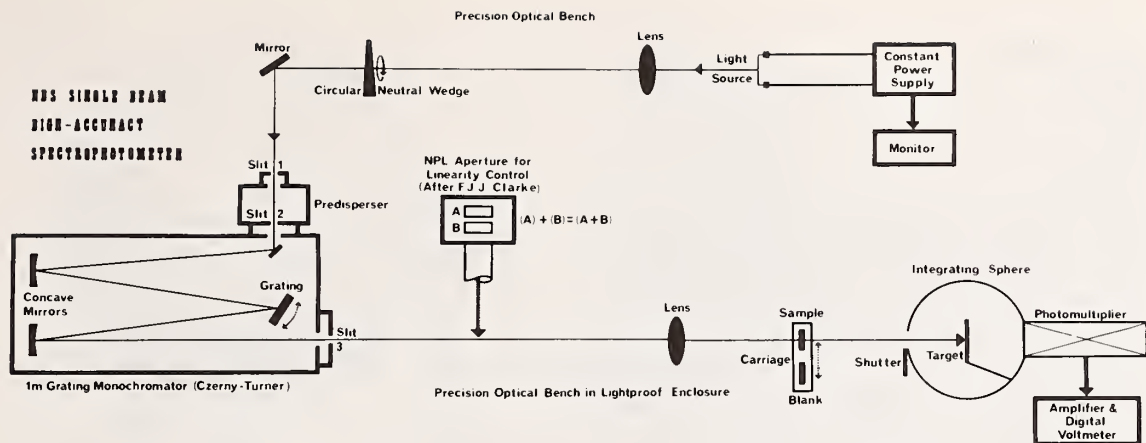 Precision Optical Bench
Mirror
Lens
Light
Source
Constant
Power
Supply
Circular Neutral Wedge
NBS SINGLE BEAM
HIGH-ACCURACT
SPECTROPHOTOMETER
Monitor
Slit 1
NPL Aperture for
Linearity Control
(After F J J Clarke)
Predisperser
Slit 2
A
B
(A) + (B) = (A + B)
Integrating Sphere
Concave
Mirrors
Grating
Slit
3
Lens
Sample
Photomultiplier
Carriage
Shutter
Target
Blank
1m Grating Monochromator (Czerny-Turner)
Precision Optical Bench in Lightproof Enclosure
Amplifier &
Digital
Voltmeter